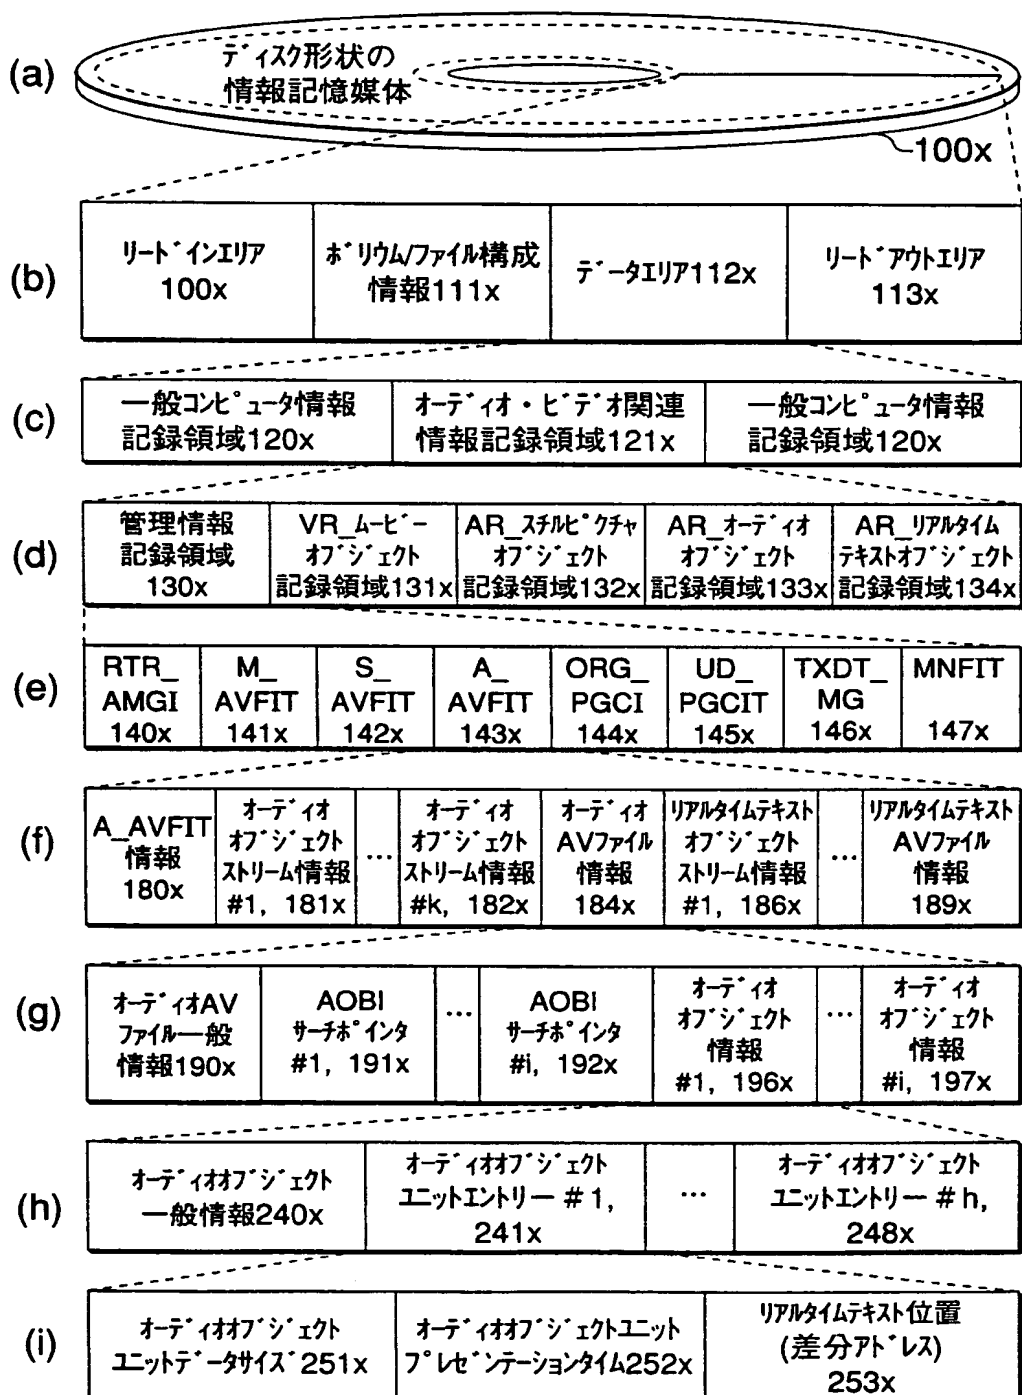 (a)
ディスク形状の
情報記憶媒体
100x
(b)
リードインエリア
100x
ボリウム/ファイル構成
情報111x
データエリア112x
リードアウトエリア
113x
(c)
一般コンピュータ情報
記録領域120x
オーディオ・ビデオ関連
情報記録領域121x
一般コンピュータ情報
記録領域120x
(d)
管理情報
記録領域
130x
VR_ムービー
オブジェクト
記録領域131x
AR_スチルピクチャ
オブジェクト
記録領域132x
AR_オーディオ
オブジェクト
記録領域133x
AR_リアルタイム
テキストオブジェクト
記録領域134x
(e)
RTR_
AMGI
140x
M_
AVFIT
141x
S_
AVFIT
142x
A_
AVFIT
143x
ORG_
PGCI
144x
UD_
PGCIT
145x
TXDT_
MG
146x
MNFIT
147x
(f)
A_AVFIT
情報
180x
オーディオ
オブジェクト
ストリーム情報
#1, 181x
…
オーディオ
オブジェクト
ストリーム情報
#k, 182x
オーディオ
AVファイル
情報
184x
リアルタイムテキスト
オブジェクト
ストリーム情報
#1, 186x
…
リアルタイムテキスト
AVファイル
情報
189x
(g)
オーディオAV
ファイル一般
情報190x
AOBI
サーチポインタ
#1, 191x
…
AOBI
サーチポインタ
#i, 192x
オーディオ
オブジェクト
情報
#1, 196x
…
オーディオ
オブジェクト
情報
#i, 197x
(h)
オーディオオブジェクト
一般情報240x
オーディオオブジェクト
ユニットエントリー #1,
241x
…
オーディオオブジェクト
ユニットエントリー #h,
248x
(i)
オーディオオブジェクト
ユニットデータサイズ251x
オーディオオブジェクトユニット
プレゼンテーションタイム252x
リアルタイムテキスト位置
(差分アドレス)
253x